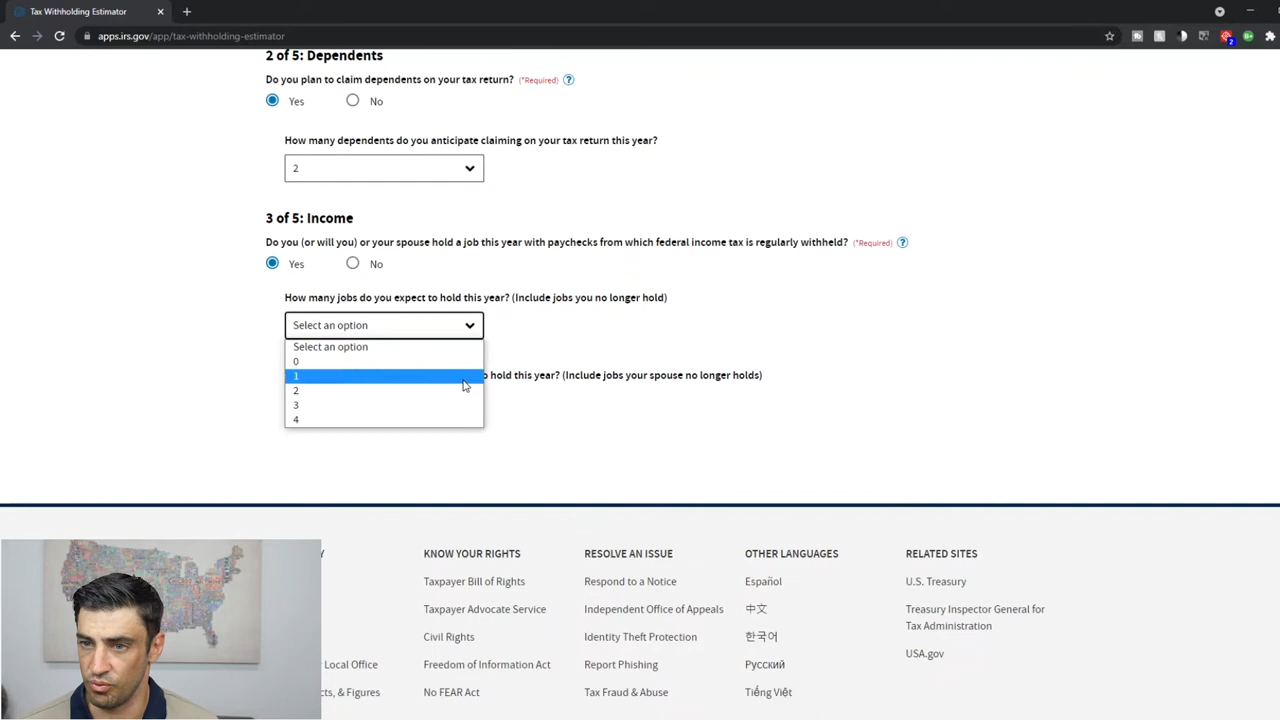 Tax Withholding Estimator
apps.irs.gov/app/tax-withholding-estimator
2 of 5: Dependents
Do you plan to claim dependents on your tax return? (*Required) ?
Yes No
How many dependents do you anticipate claiming on your tax return this year?
2
3 of 5: Income
Do you (or will you) or your spouse hold a job this year with paychecks from which federal income tax is regularly withheld? (*Required) ?
Yes No
How many jobs do you expect to hold this year? (Include jobs you no longer hold)
Select an option
Select an option
0
1
hold this year? (Include jobs your spouse no longer holds)
2
3
4
KNOW YOUR RIGHTS
Taxpayer Bill of Rights
Taxpayer Advocate Service
Civil Rights
Freedom of Information Act
No FEAR Act
RESOLVE AN ISSUE
Respond to a Notice
Independent Office of Appeals
Identity Theft Protection
Report Phishing
Tax Fraud & Abuse
OTHER LANGUAGES
Español
中文
한국어
Русский
Tiếng Việt
RELATED SITES
U.S. Treasury
Treasury Inspector General for
Tax Administration
USA.gov
Local Office
& Figures